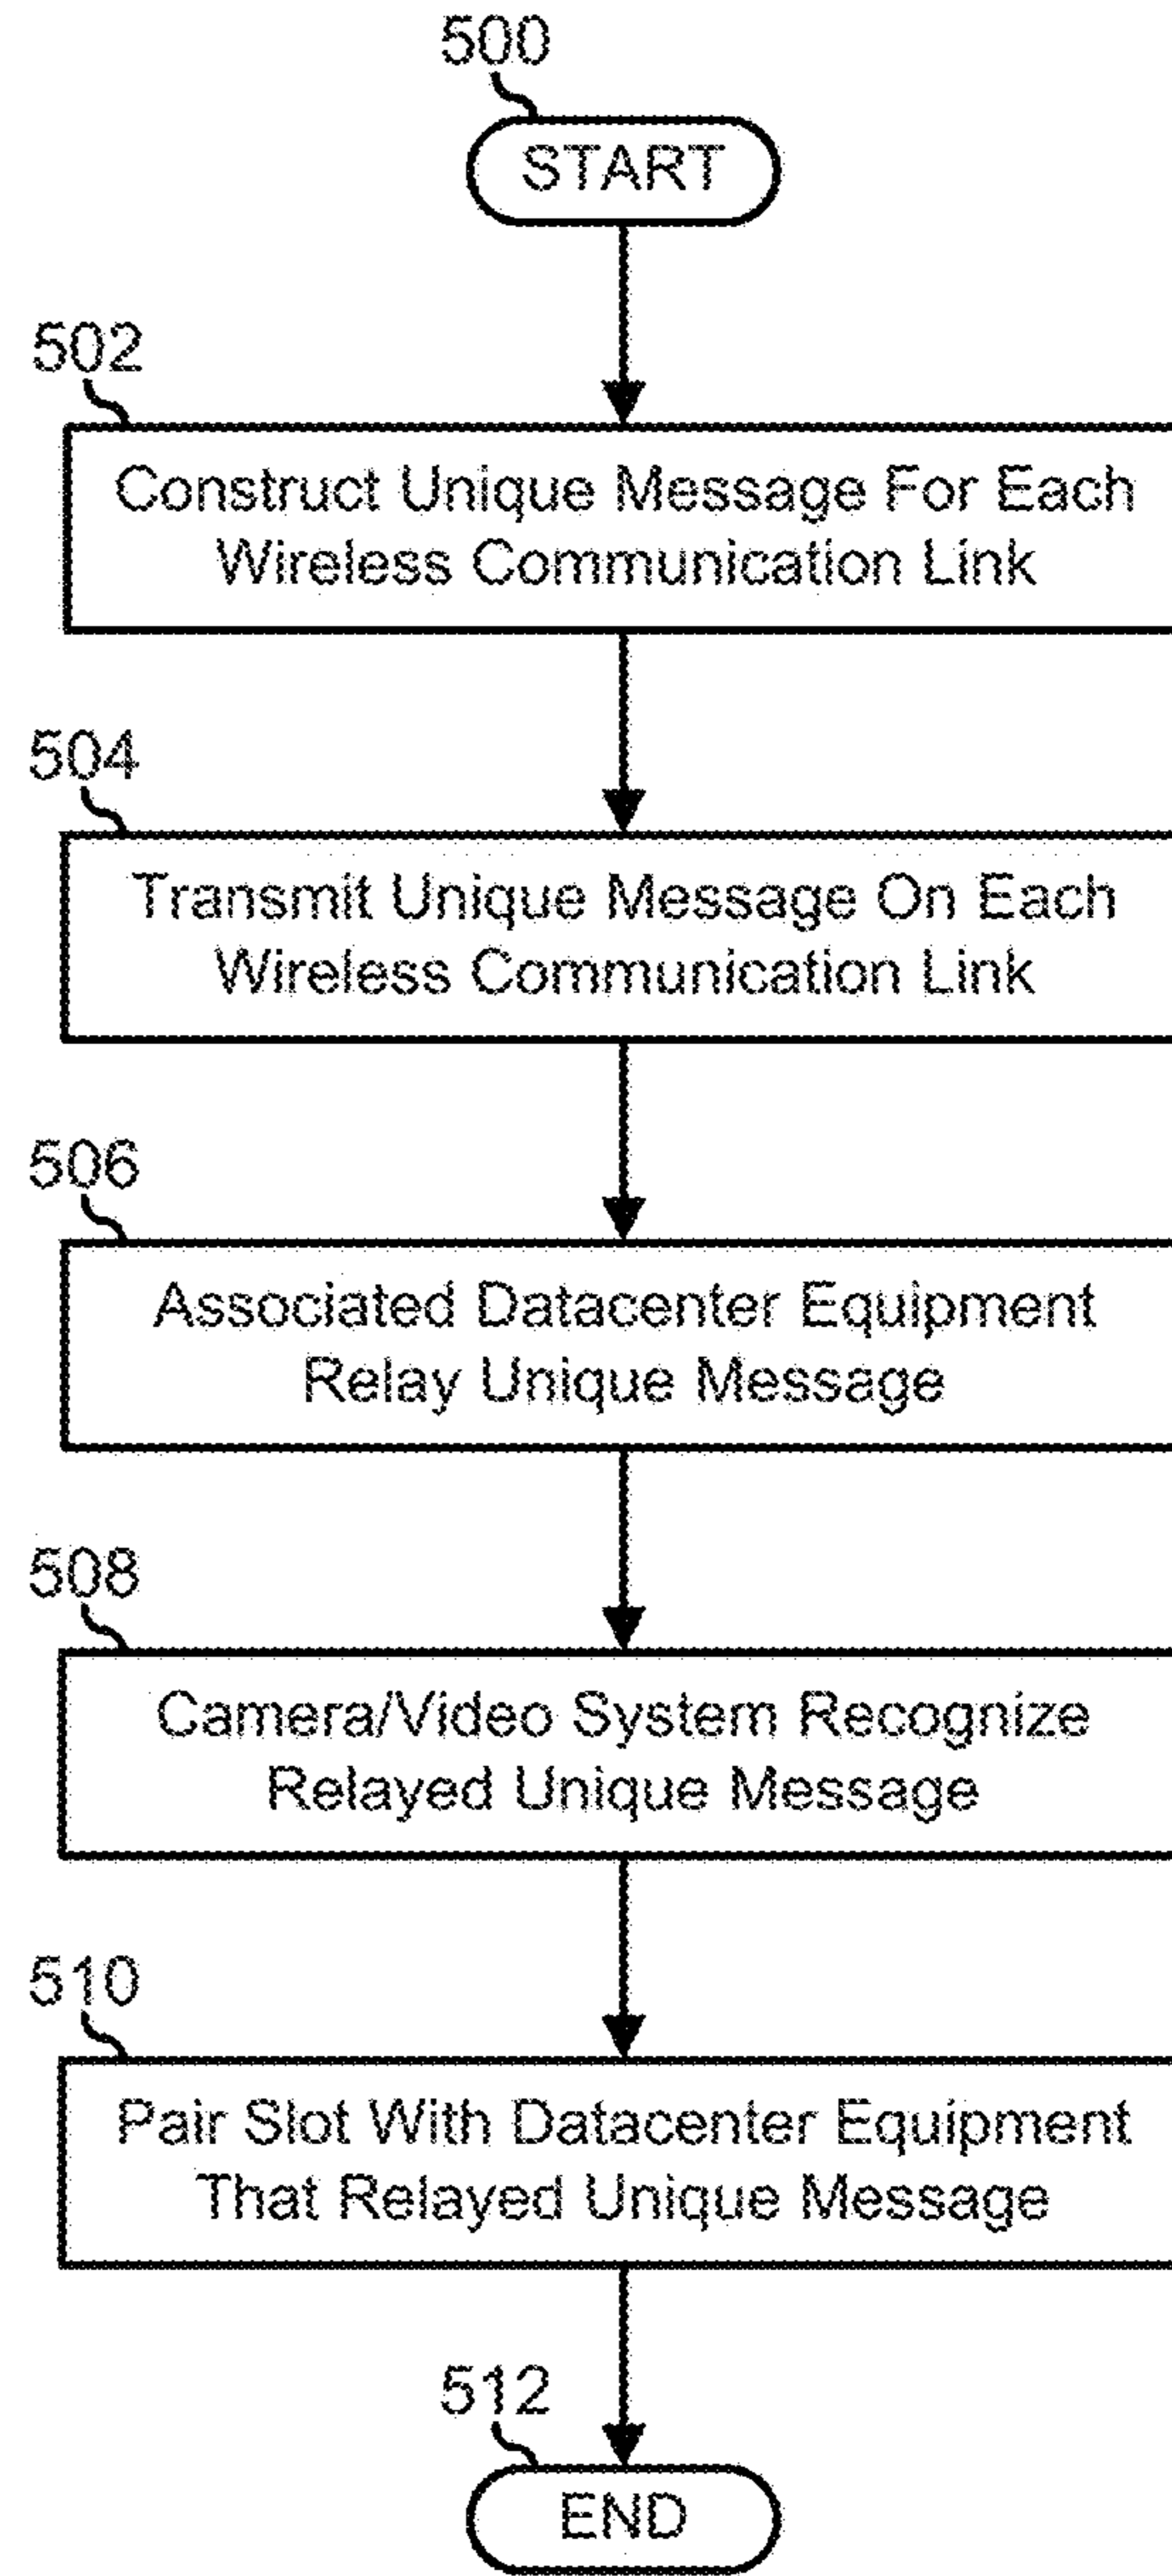 500
START
502
Construct Unique Message For Each
Wireless Communication Link
504
Transmit Unique Message On Each
Wireless Communication Link
506
Associated Datacenter Equipment
Relay Unique Message
508
Camera/Video System Recognize
Relayed Unique Message
510
Pair Slot With Datacenter Equipment
That Relayed Unique Message
512
END